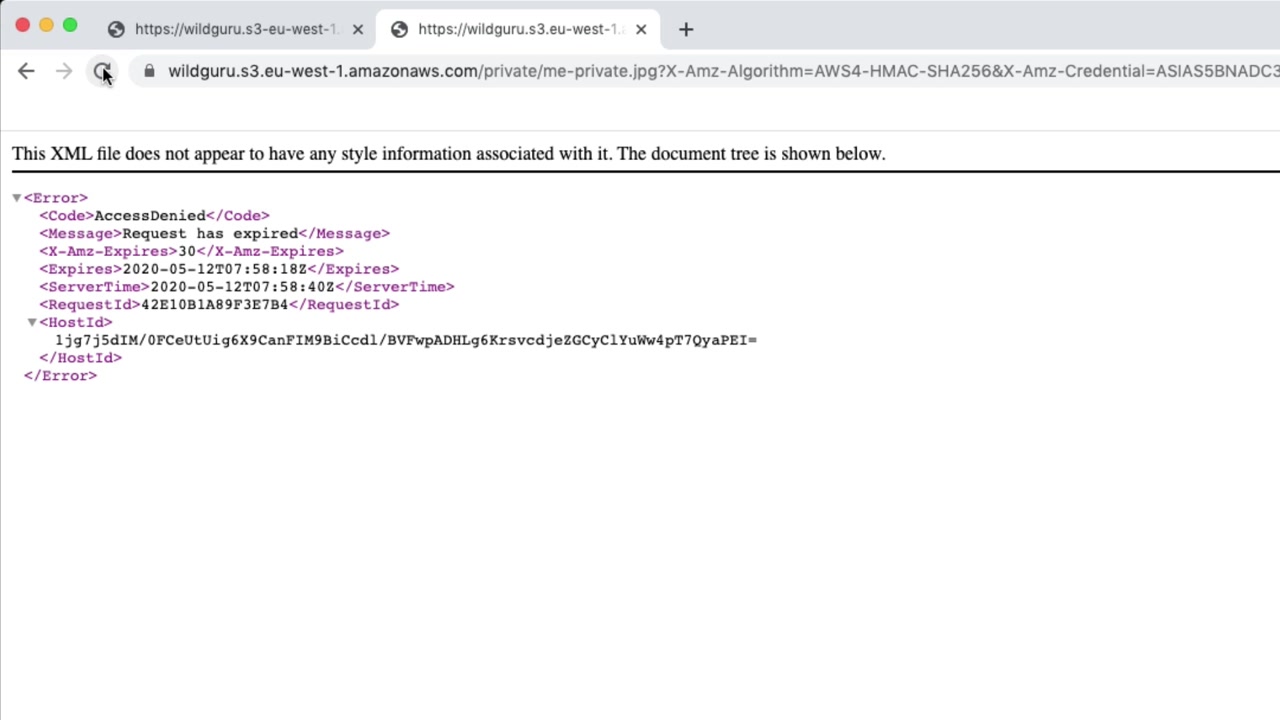 https://wildguru.s3-eu-west-1.
https://wildguru.s3.eu-west-1.
wildguru.s3.eu-west-1.amazonaws.com/private/me-private.jpg?X-Amz-Algorithm=AWS4-HMAC-SHA256&X-Amz-Credential=ASIAS5BNADC3
This XML file does not appear to have any style information associated with it. The document tree is shown below.
<Error>
<Code>AccessDenied</Code>
<Message>Request has expired</Message>
<X-Amz-Expires>30</X-Amz-Expires>
<Expires>2020-05-12T07:58:18Z</Expires>
<ServerTime>2020-05-12T07:58:40Z</ServerTime>
<RequestId>42E10B1A89F3E7B4</RequestId>
<HostId>
1jg7j5dIM/0FCeUtUig6X9CanFIM9BiCcdl/BVFwpADHLg6KrsvcdjeZGCyClYuWw4pT7QyaPEI=
</HostId>
</Error>